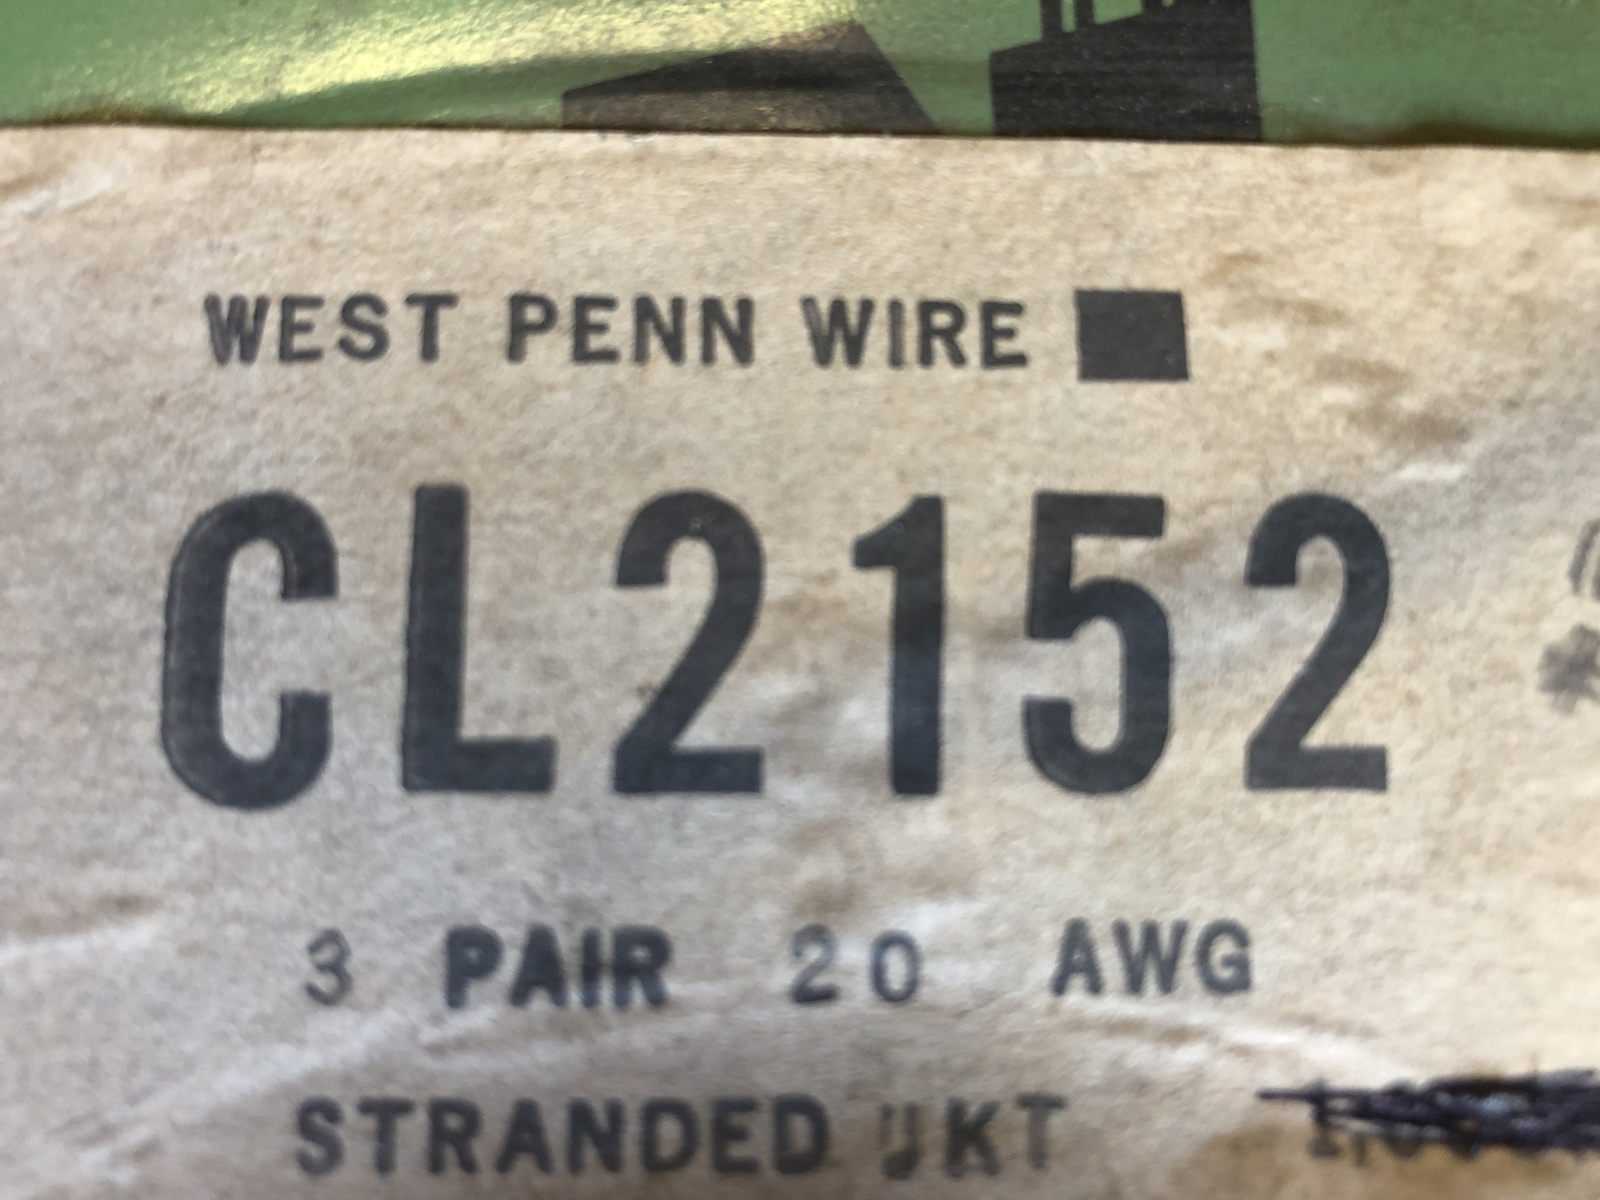 WEST PENN WIRE
CL2152
3 PAIR 20 AWG
STRANDED JKT